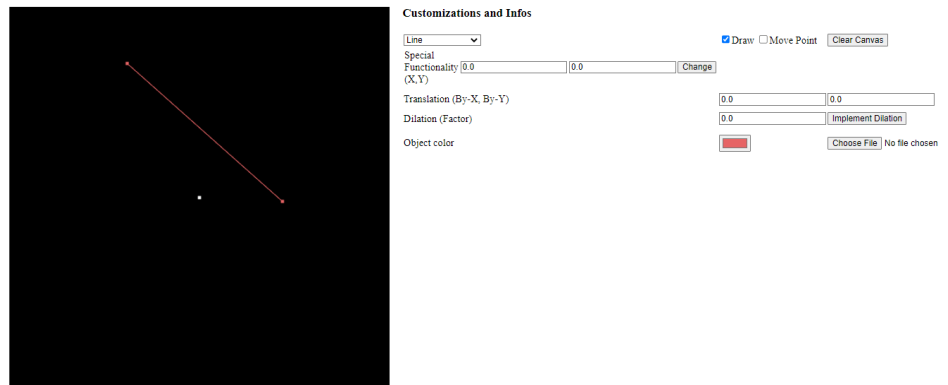 Customizations and Infos
Line
Draw Move Point Clear Canvas
Special
Functionality 0.0 0.0 Change
(X,Y)
Translation (By-X, By-Y) 0.0 0.0
Dilation (Factor) 0.0 Implement Dilation
Object color Choose File No file chosen